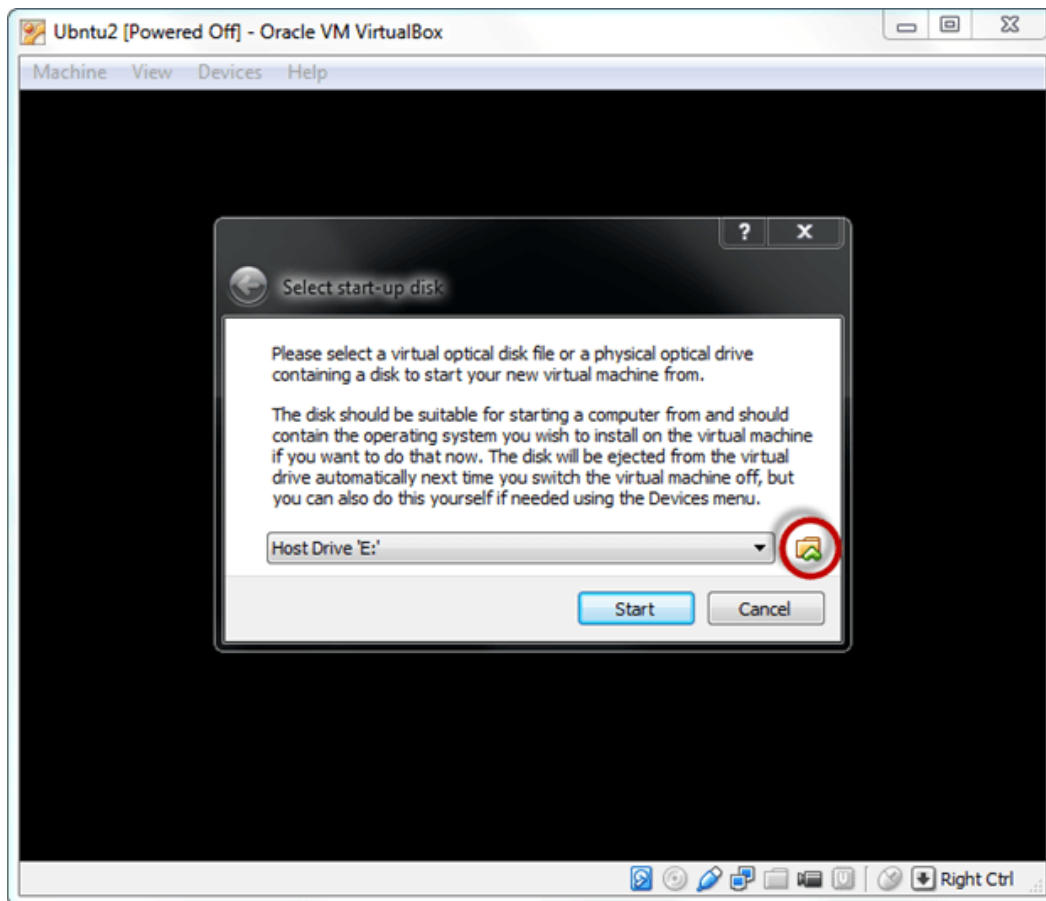 Ubntu2 [Powered Off] - Oracle VM VirtualBox
Machine View Devices Help
?
Select start-up disk
Please select a virtual optical disk file or a physical optical drive
containing a disk to start your new virtual machine from.
The disk should be suitable for starting a computer from and should
contain the operating system you wish to install on the virtual machine
if you want to do that now. The disk will be ejected from the virtual
drive automatically next time you switch the virtual machine off, but
you can also do this yourself if needed using the Devices menu.
Host Drive 'E:'
Start Cancel
Right Ctrl